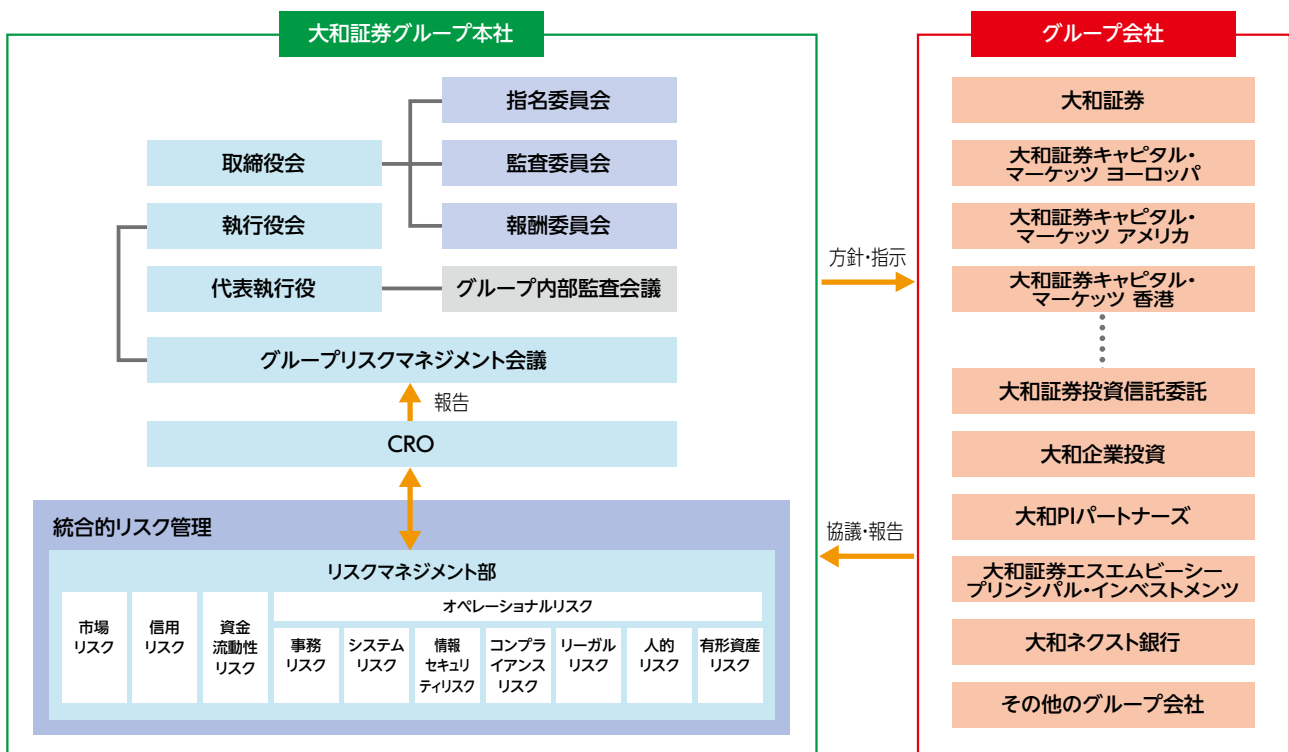 大和証券グループ本社
指名委員会
取締役会
監査委員会
執行役会
報酬委員会
代表執行役
グループ内部監査会議
グループリスクマネジメント会議
報告
CRO
統合的リスク管理
リスクマネジメント部
市場
リスク
信用
リスク
資金
流動性
リスク
オペレーショナルリスク
事務
リスク
システム
リスク
情報
セキュリ
ティリスク
コンプラ
イアンス
リスク
リーガル
リスク
人的
リスク
有形資産
リスク
方針・指示
協議・報告
グループ会社
大和証券
大和証券キャピタル・
マーケッツ ヨーロッパ
大和証券キャピタル・
マーケッツ アメリカ
大和証券キャピタル・
マーケッツ 香港
大和証券投資信託委託
大和企業投資
大和PIパートナーズ
大和証券エスエムビーシー
プリンシパル・インベストメンツ
大和ネクスト銀行
その他のグループ会社